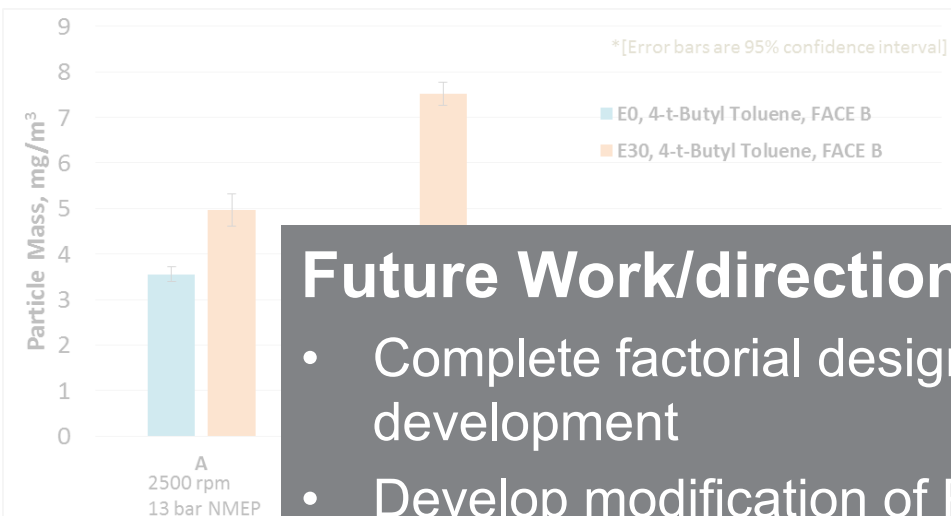 9
*[Error bars are 95% confidence interval]
8
7
E0, 4-t-Butyl Toluene, FACE B
6
E30, 4-t-Butyl Toluene, FACE B
5
4
3
2
1
0
Particle Mass, mg/m³
A
2500 rpm
13 bar NMEP
Future Work/direction
• Complete factorial design
development
• Develop modification of